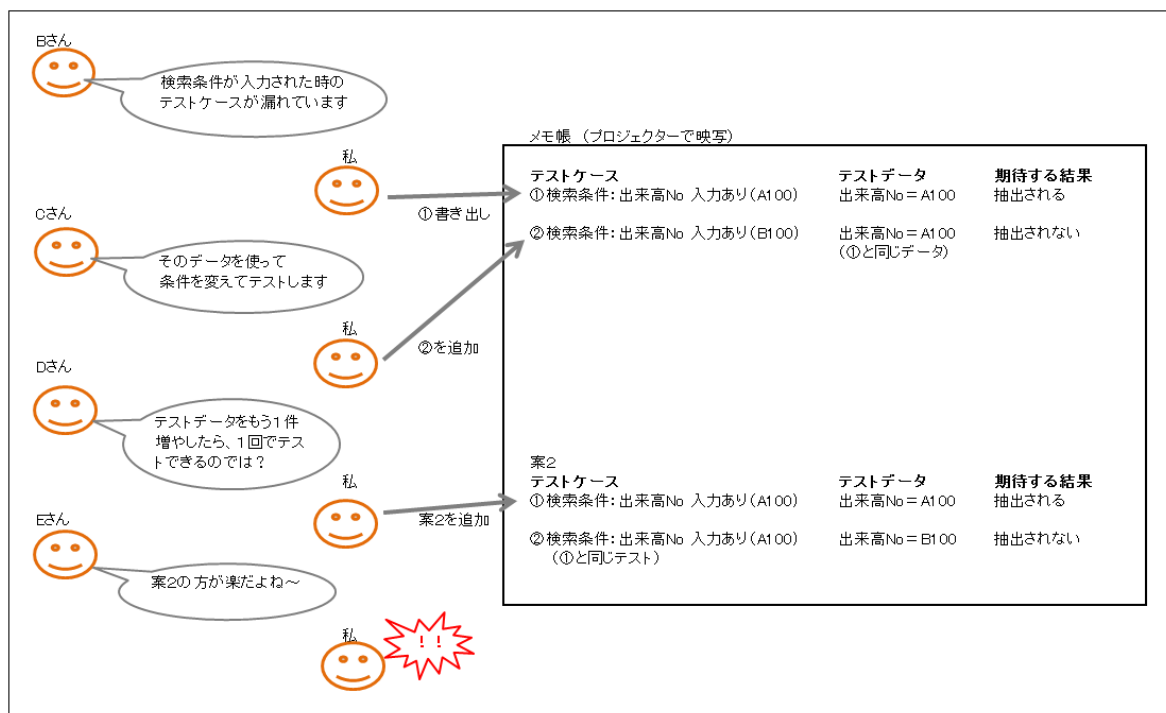 Bさん
検索条件が入力された時の
テストケースが漏れています
メモ帳 (プロジェクターで映写)
私
テストケース テストデータ 期待する結果
①検索条件:出来高No 入力あり(A100) 出来高No=A100 抽出される
①書き出し
Cさん
②検索条件:出来高No 入力あり(B100) 出来高No=A100 抽出されない
(①と同じデータ)
そのデータを使って
条件を変えてテストします
私
②を追加
Dさん
テストデータをもう1件
増やしたら、1回でテス
トできるのでは?
案2
私
テストケース テストデータ 期待する結果
①検索条件:出来高No 入力あり(A100) 出来高No=A100 抽出される
案2を追加
Eさん
②検索条件:出来高No 入力あり(A100) 出来高No=B100 抽出されない
(①と同じテスト)
案2の方が楽だよね~
私
!!